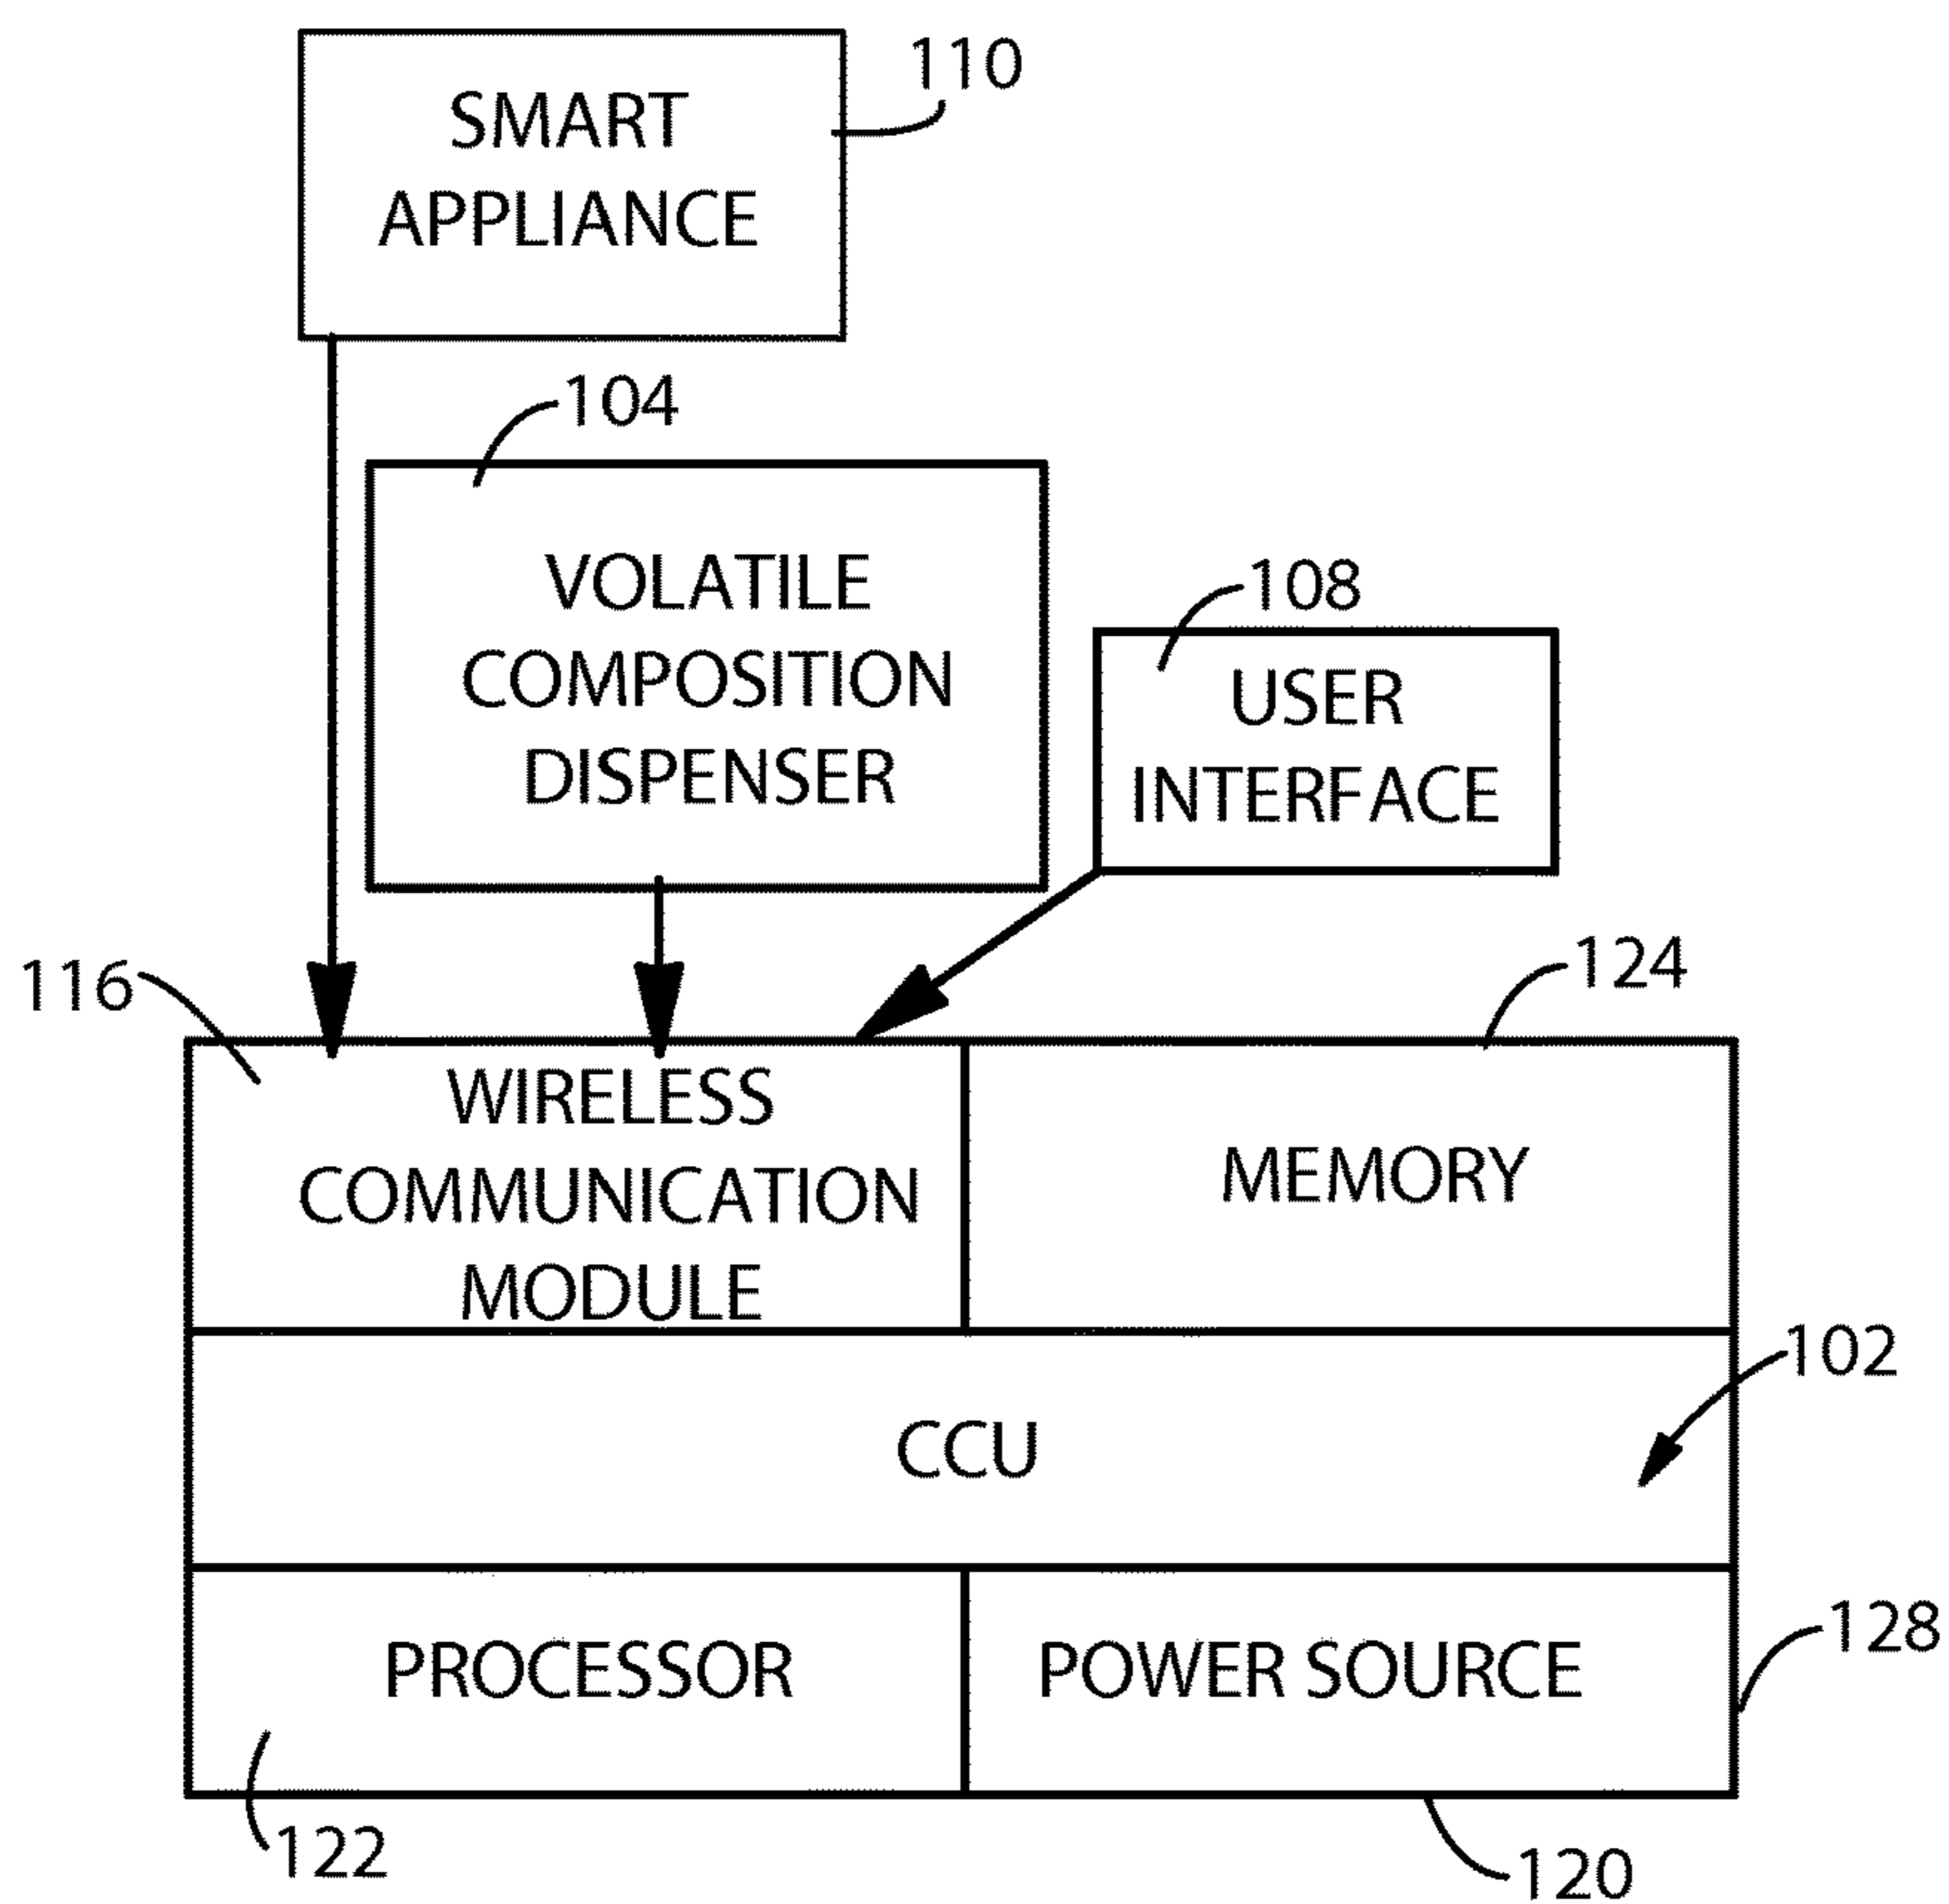 110
SMART
APPLIANCE
104
VOLATILE
COMPOSITION
DISPENSER
108
USER
INTERFACE
116
124
WIRELESS
COMMUNICATION
MODULE
MEMORY
102
CCU
PROCESSOR
POWER SOURCE
128
122
120